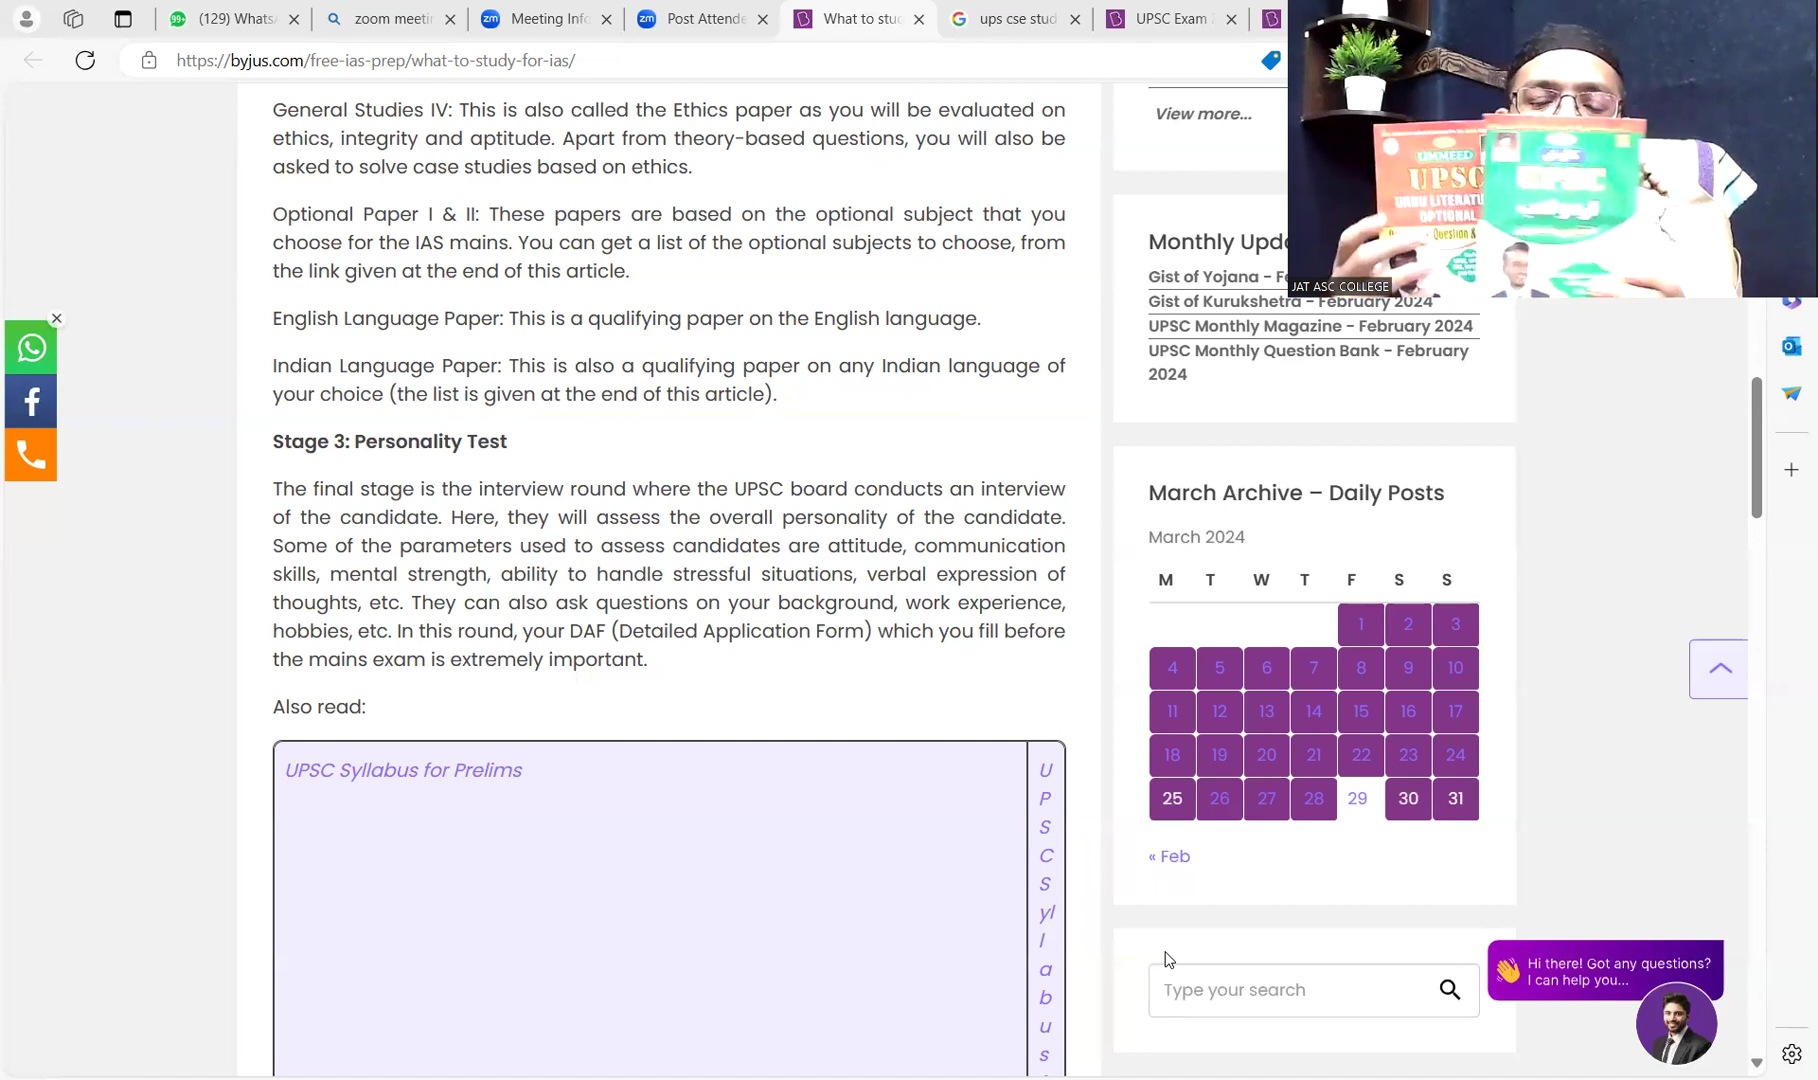 (129) Whats
zoom meeti
Meeting Info
Post Attende
What to stu
ups cse stud
UPSC Exam
https://byjus.com/free-ias-prep/what-to-study-for-ias/
General Studies IV: This is also called the Ethics paper as you will be evaluated on
ethics, integrity and aptitude. Apart from theory-based questions, you will also be
asked to solve case studies based on ethics.
Optional Paper I & II: These papers are based on the optional subject that you
choose for the IAS mains. You can get a list of the optional subjects to choose, from
the link given at the end of this article.
English Language Paper: This is a qualifying paper on the English language.
Indian Language Paper: This is also a qualifying paper on any Indian language of
your choice (the list is given at the end of this article).
Stage 3: Personality Test
The final stage is the interview round where the UPSC board conducts an interview
of the candidate. Here, they will assess the overall personality of the candidate.
Some of the parameters used to assess candidates are attitude, communication
skills, mental strength, ability to handle stressful situations, verbal expression of
thoughts, etc. They can also ask questions on your background, work experience,
hobbies, etc. In this round, your DAF (Detailed Application Form) which you fill before
the mains exam is extremely important.
Also read:
UPSC Syllabus for Prelims
U
P
S
C
S
yl
l
a
b
u
s
View more...
Monthly Upd
Gist of Yojana - Fe
Gist of Kurukshetra - February 2024
UPSC Monthly Magazine - February 2024
UPSC Monthly Question Bank - February
2024
March Archive – Daily Posts
March 2024
M T W T F S S
1 2 3
4 5 6 7 8 9 10
11 12 13 14 15 16 17
18 19 20 21 22 23 24
25 26 27 28 29 30 31
« Feb
Type your search
Hi there! Got any questions?
I can help you...
UMMEED
UPSC
URDU LITERATU
OPTIONAL
Question &
JAT ASC COLLEGE